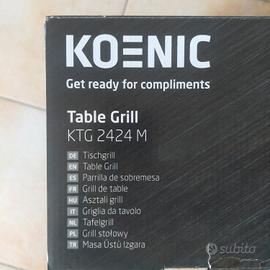 KOENIC
Get ready for compliments
Table Grill
KTG 2424 M
DE Tischgrill
EN Table Grill
ES Parrilla de sobremesa
FR Grill de table
HU Asztali grill
IT Griglia da tavolo
NL Tafelgrill
PL Grill stołowy
TR Masa Üstü Izgara
subito